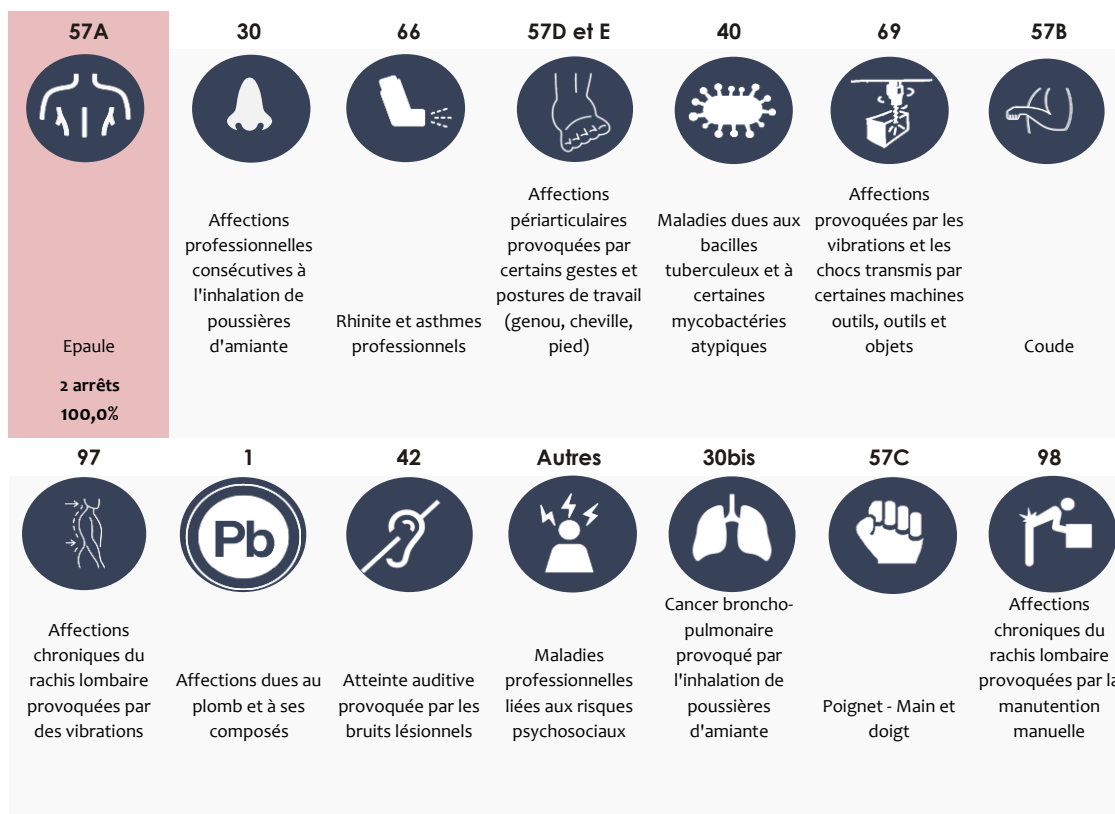 57A
Epaule
2 arrêts
100,0%
30
Affections
professionnelles
consécutives à
l'inhalation de
poussières
d'amiante
66
Rhinite et asthmes
professionnels
57D et E
Affections
périarticulaires
provoquées par
certains gestes et
postures de travail
(genou, cheville,
pied)
40
Maladies dues aux
bacilles
tuberculeux et à
certaines
mycobactéries
atypiques
69
Affections
provoquées par les
vibrations et les
chocs transmis par
certaines machines
outils, outils et
objets
57B
Coude
97
Affections
chroniques du
rachis lombaire
provoquées par
des vibrations
1
Pb
Affections dues au
plomb et à ses
composés
42
Atteinte auditive
provoquée par les
bruits lésionnels
Autres
Maladies
professionnelles
liées aux risques
psychosociaux
30bis
Cancer broncho-
pulmonaire
provoqué par
l'inhalation de
poussières
d'amiante
57C
Poignet - Main et
doigt
98
Affections
chroniques du
rachis lombaire
provoquées par la
manutention
manuelle